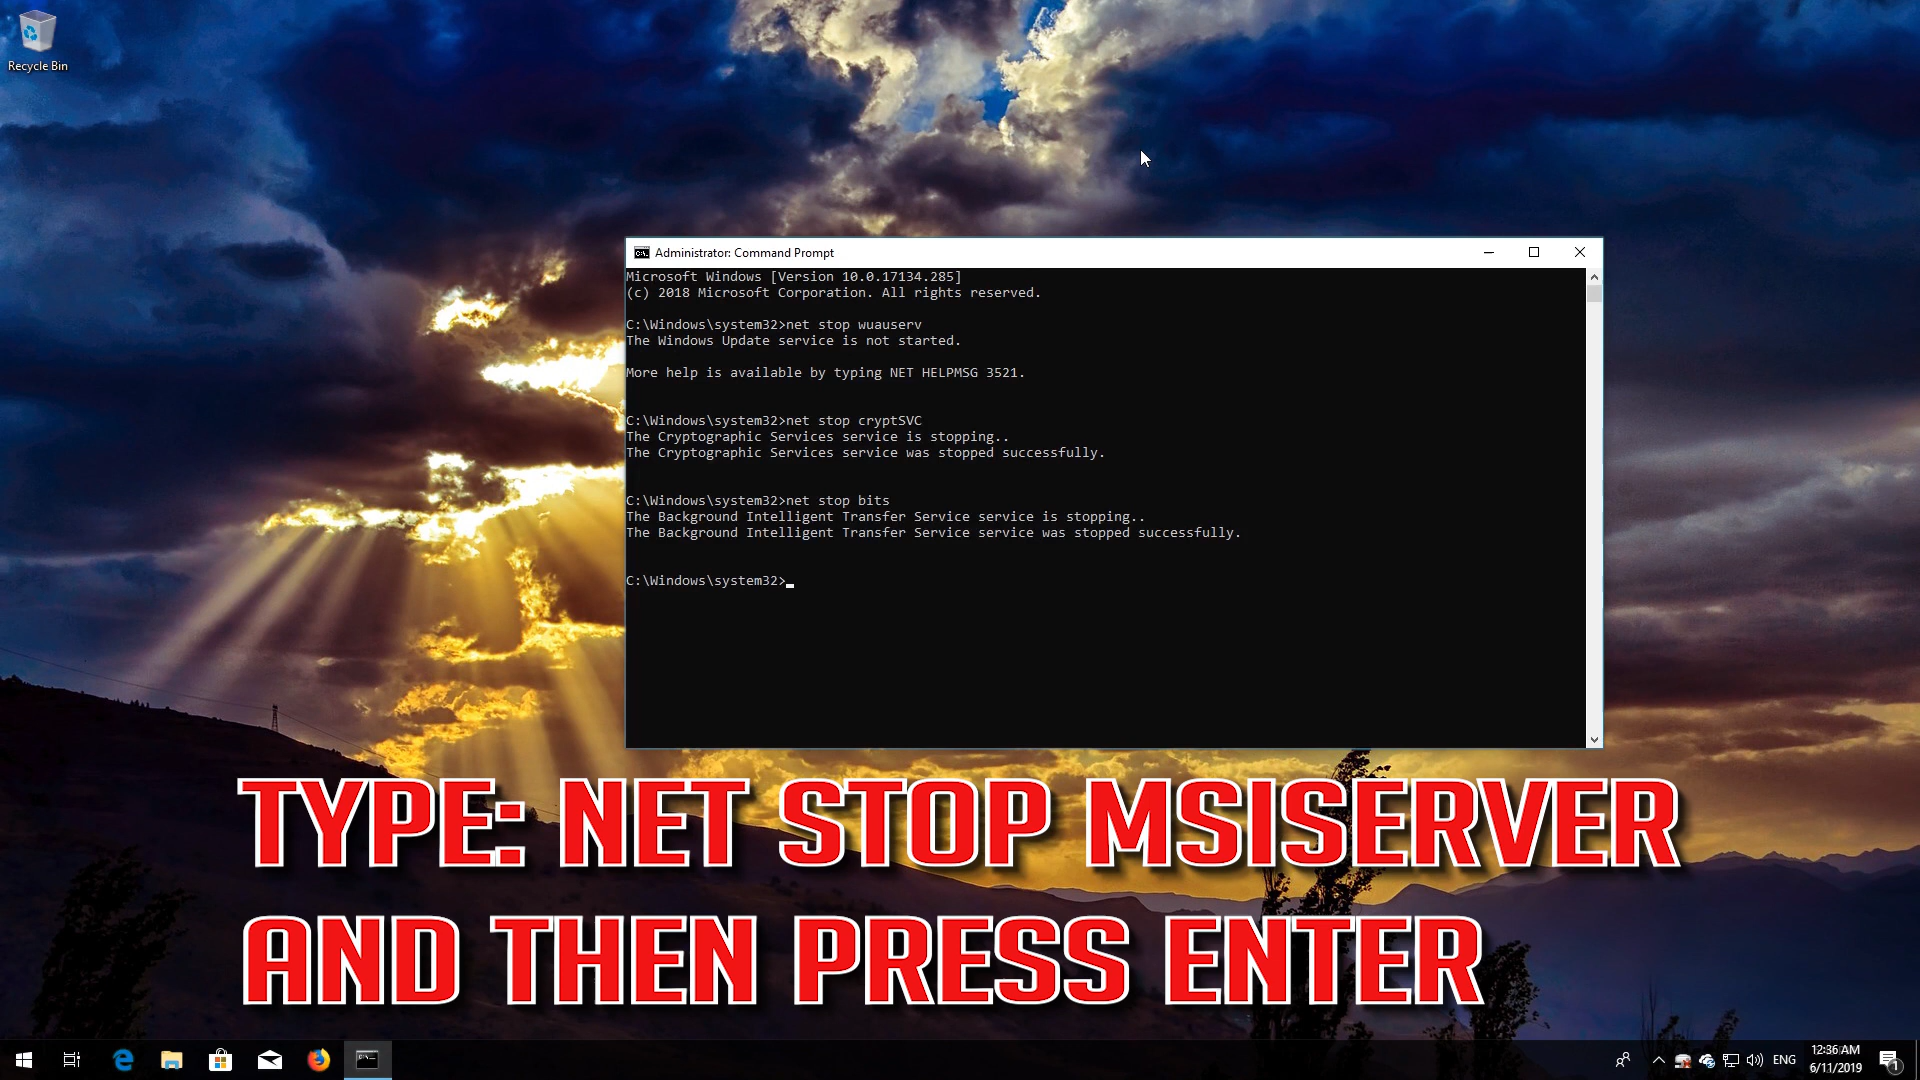 Recycle Bin
Administrator: Command Prompt
Microsoft Windows [Version 10.0.17134.285]
(c) 2018 Microsoft Corporation. All rights reserved.
C:\Windows\system32>net stop wuauserv
The Windows Update service is not started.
More help is available by typing NET HELPMSG 3521.
C:\Windows\system32>net stop cryptSVC
The Cryptographic Services service is stopping..
The Cryptographic Services service was stopped successfully.
C:\Windows\system32>net stop bits
The Background Intelligent Transfer Service service is stopping..
The Background Intelligent Transfer Service service was stopped successfully.
C:\Windows\system32>
TYPE: NET STOP MSISERVER
AND THEN PRESS ENTER
ENG
12:36 AM
6/11/2019
1